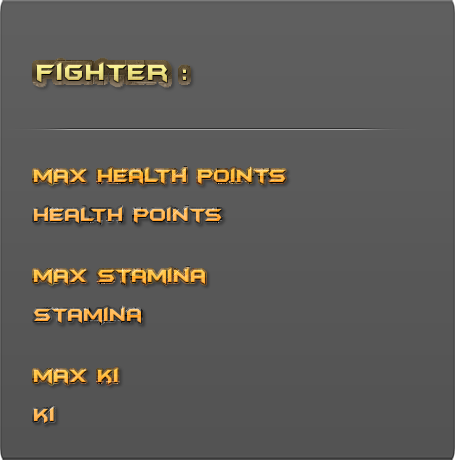 FIGHTER :
MAX HEALTH POINTS
HEALTH POINTS
MAX STAMINA
STAMINA
MAX KI
KI